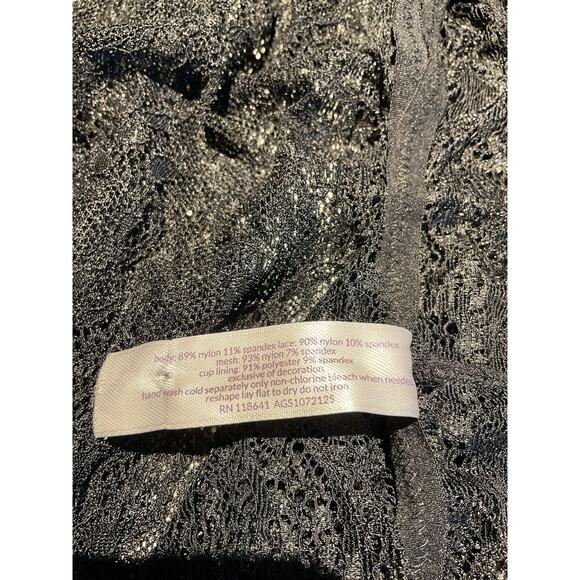 body: 89% nylon 11% spandex lace: 90% nylon 10% spandex
mesh: 93% nylon 7% spandex
cup lining: 91% polyester 9% spandex
exclusive of decoration
hand wash cold separately only non-chlorine bleach when needed
reshape lay flat to dry do not iron
RN 118641 AGS1072125